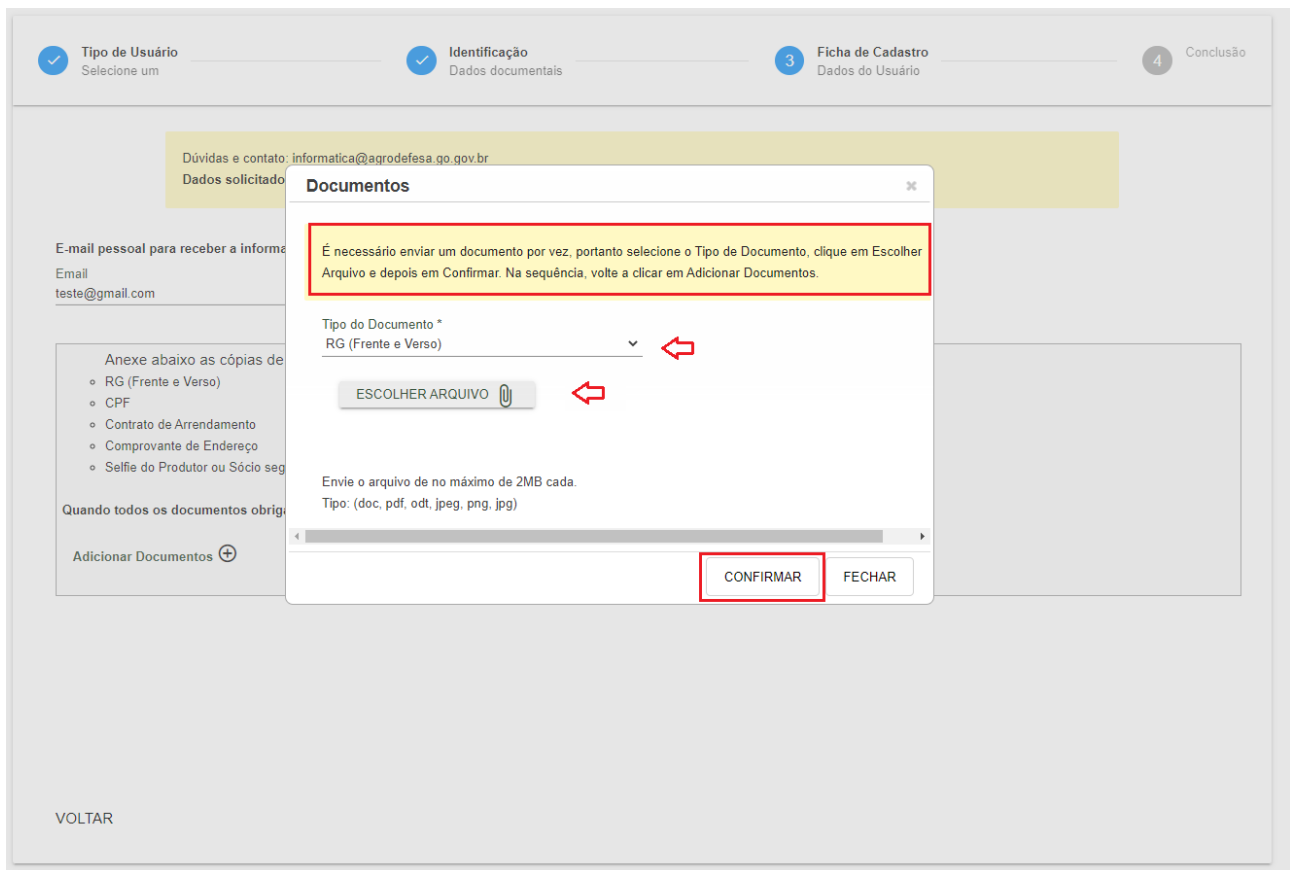 Tipo de Usuário
Selecione um
Identificação
Dados documentais
3
Ficha de Cadastro
Dados do Usuário
4
Conclusão
Dúvidas e contato: informatica@agrodefesa.go.gov.br
Dados solicitado
E-mail pessoal para receber a informa
Email
teste@gmail.com
Anexe abaixo as cópias de
RG (Frente e Verso)
CPF
Contrato de Arrendamento
Comprovante de Endereço
Selfie do Produtor ou Sócio seg
Quando todos os documentos obriga
Adicionar Documentos
Documentos
É necessário enviar um documento por vez, portanto selecione o Tipo de Documento, clique em Escolher
Arquivo e depois em Confirmar. Na sequência, volte a clicar em Adicionar Documentos.
Tipo do Documento *
RG (Frente e Verso)
ESCOLHER ARQUIVO
Envie o arquivo de no máximo de 2MB cada.
Tipo: (doc, pdf, odt, jpeg, png, jpg)
CONFIRMAR
FECHAR
VOLTAR